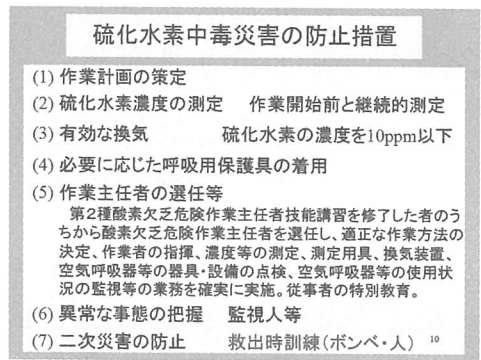 硫化水素中毒災害の防止措置
(1) 作業計画の策定
(2) 硫化水素濃度の測定　作業開始前と継続的測定
(3) 有効な換気　硫化水素の濃度を10ppm以下
(4) 必要に応じた呼吸用保護具の着用
(5) 作業主任者の選任等
第２種酸素欠乏危険作業主任者技能講習を修了した者のう
ちから酸素欠乏危険作業主任者を選任し、適正な作業方法の
決定、作業者の指揮、濃度等の測定、測定用具、換気装置、
空気呼吸器等の器具・設備の点検、空気呼吸器等の使用状
況の監視等の業務を確実に実施。従事者の特別教育。
(6) 異常な事態の把握　監視人等
(7) 二次災害の防止　救出時訓練（ボンベ・人）　10